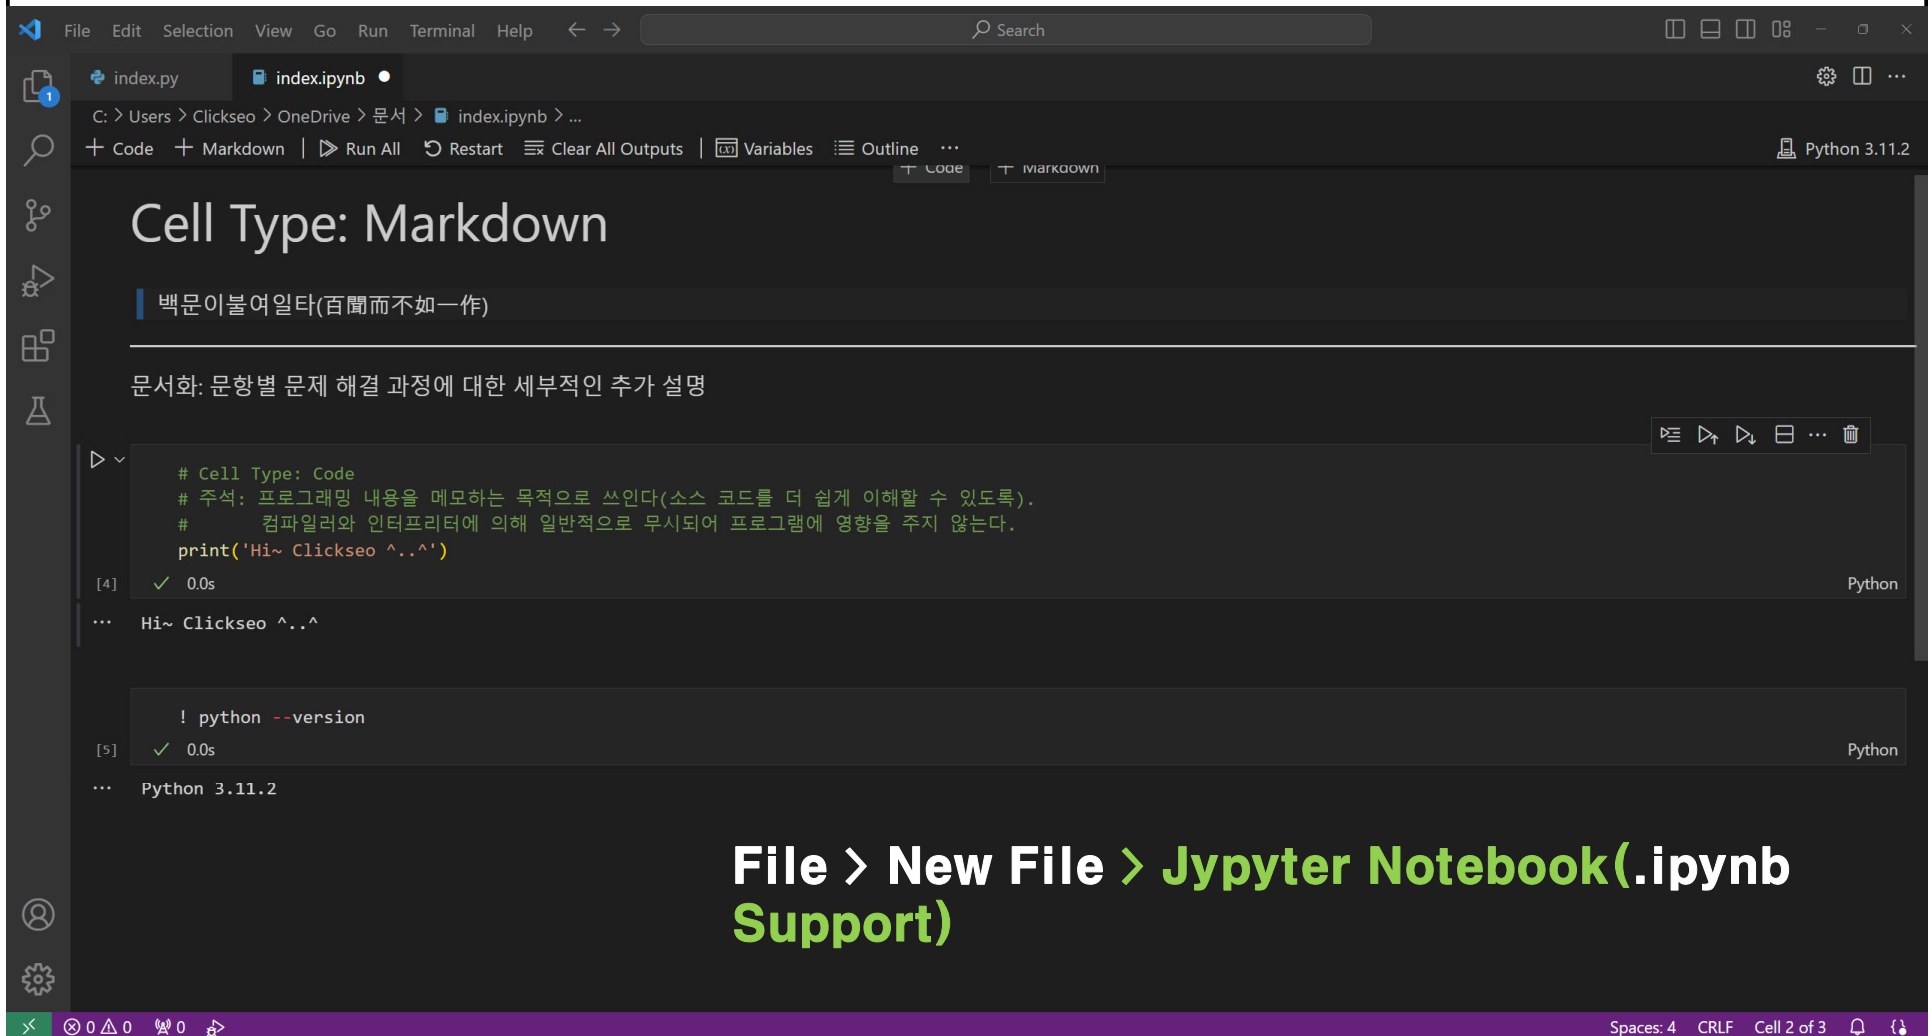 File Edit Selection View Go Run Terminal Help Search
index.py index.ipynb
1
C: > Users > Clickseo > OneDrive > 문서 > index.ipynb > ...
+ Code + Markdown Run All Restart Clear All Outputs Variables Outline ... Python 3.11.2
+ Code + Markdown
Cell Type: Markdown
백문이불여일타(百聞而不如一作)
문서화: 문항별 문제 해결 과정에 대한 세부적인 추가 설명
# Cell Type: Code
# 주석: 프로그래밍 내용을 메모하는 목적으로 쓰인다(소스 코드를 더 쉽게 이해할 수 있도록).
# 컴파일러와 인터프리터에 의해 일반적으로 무시되어 프로그램에 영향을 주지 않는다.
print('Hi~ Clickseo ^..^')
[4] ✓ 0.0s Python
... Hi~ Clickseo ^..^
! python --version
[5] ✓ 0.0s Python
... Python 3.11.2
File > New File > Jypyter Notebook(.ipynb
Support)
0 0 0 Spaces: 4 CRLF Cell 2 of 3